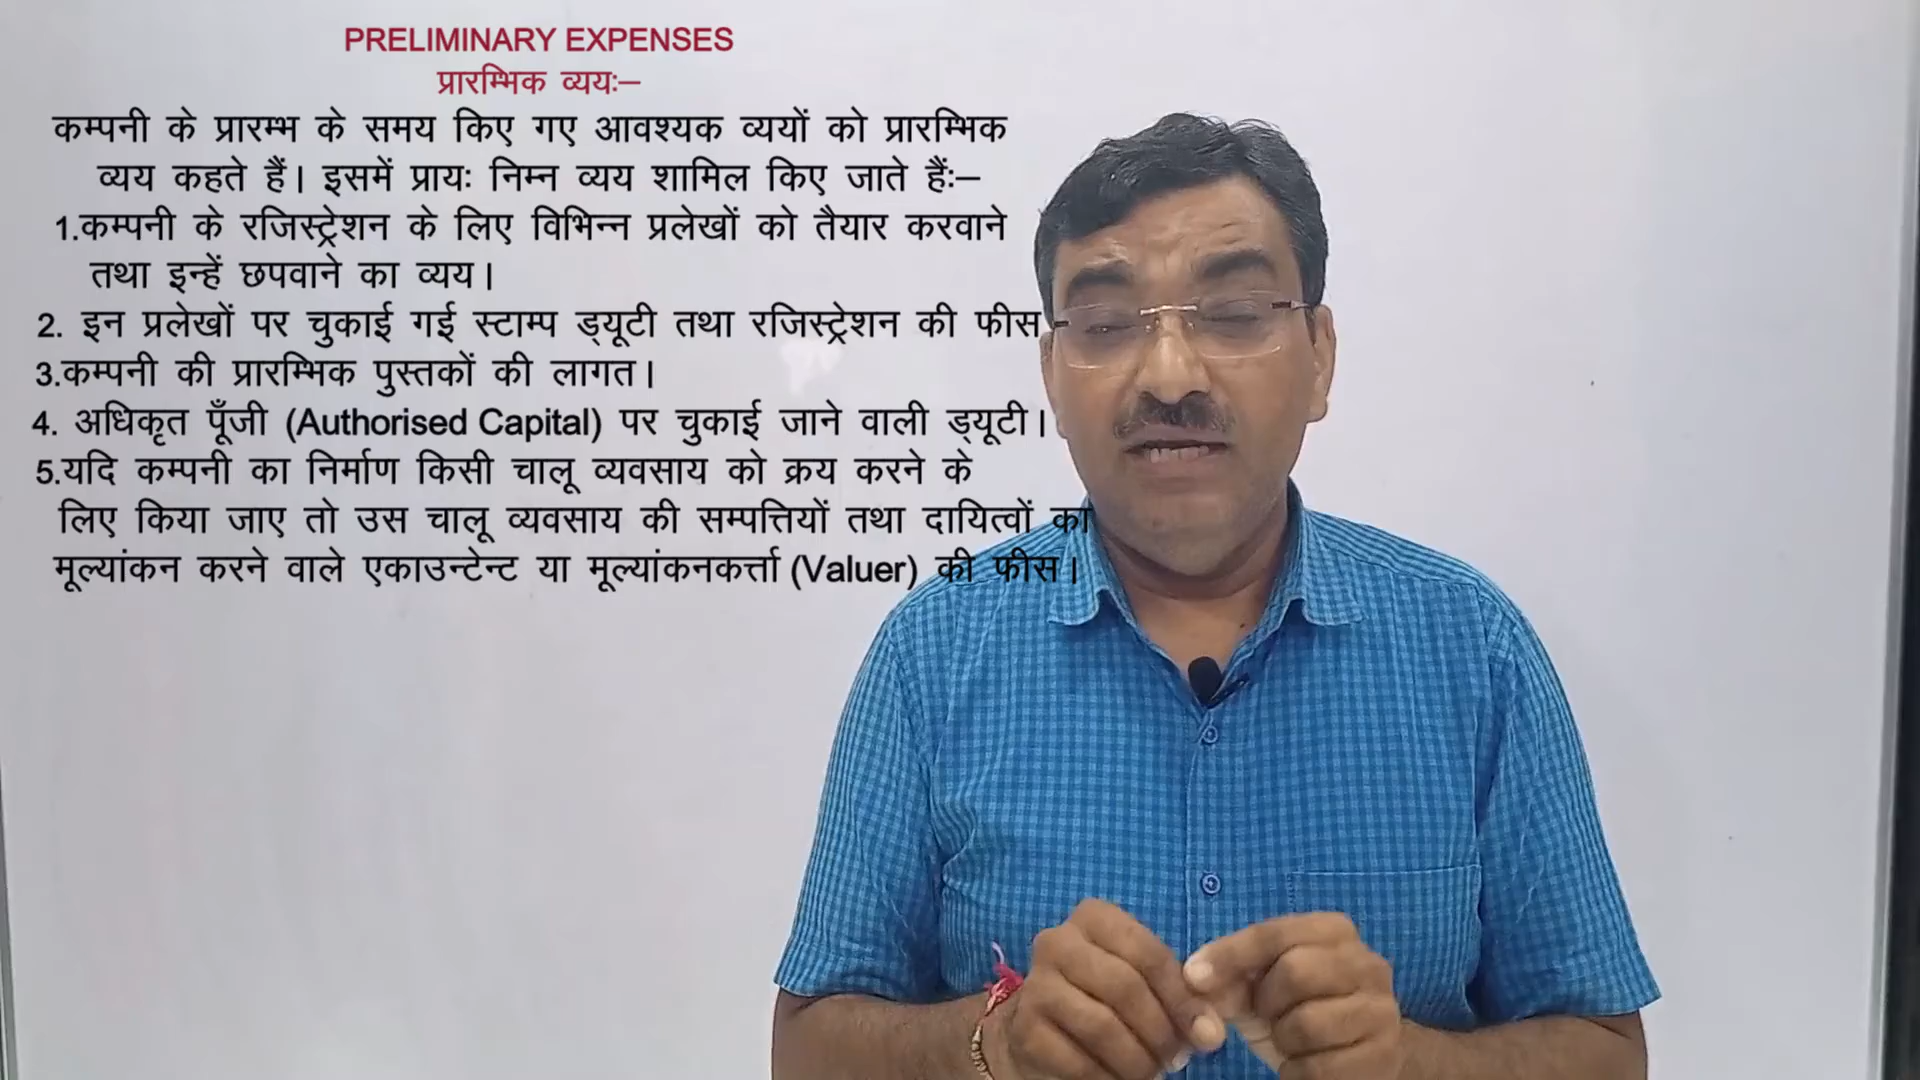 PRELIMINARY EXPENSES
प्रारम्भिक व्ययः–
कम्पनी के प्रारम्भ के समय किए गए आवश्यक व्ययों को प्रारम्भिक
व्यय कहते हैं। इसमें प्रायः निम्न व्यय शामिल किए जाते हैंः–
1.कम्पनी के रजिस्ट्रेशन के लिए विभिन्न प्रलेखों को तैयार करवाने
तथा इन्हें छपवाने का व्यय।
2. इन प्रलेखों पर चुकाई गई स्टाम्प ड्यूटी तथा रजिस्ट्रेशन की फीस
3.कम्पनी की प्रारम्भिक पुस्तकों की लागत।
4. अधिकृत पूँजी (Authorised Capital) पर चुकाई जाने वाली ड्यूटी।
5.यदि कम्पनी का निर्माण किसी चालू व्यवसाय को क्रय करने के
लिए किया जाए तो उस चालू व्यवसाय की सम्पत्तियों तथा दायित्वों का
मूल्यांकन करने वाले एकाउन्टेन्ट या मूल्यांकनकर्त्ता (Valuer) की फीस।